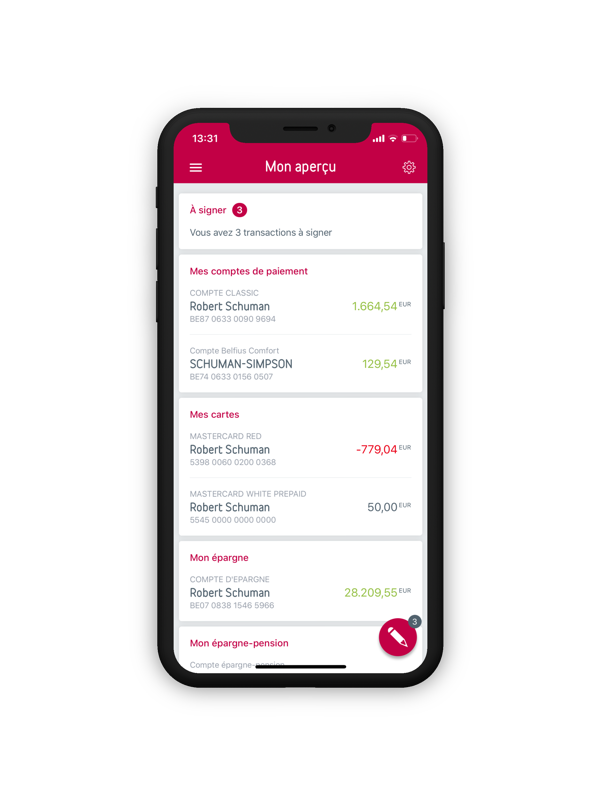 13:31
Mon aperçu
À signer 3
Vous avez 3 transactions à signer
Mes comptes de paiement
COMPTE CLASSIC
Robert Schuman 1.664,54 EUR
BE87 0633 0090 9694
Compte Belfius Comfort
SCHUMAN-SIMPSON 129,54 EUR
BE74 0633 0156 0507
Mes cartes
MASTERCARD RED
Robert Schuman -779,04 EUR
5398 0060 0200 0368
MASTERCARD WHITE PREPAID
Robert Schuman 50,00 EUR
5545 0000 0000 0000
Mon épargne
COMPTE D'EPARGNE
Robert Schuman 28.209,55 EUR
BE07 0838 1546 5966
3
Mon épargne-pension
Compte épargne-pension